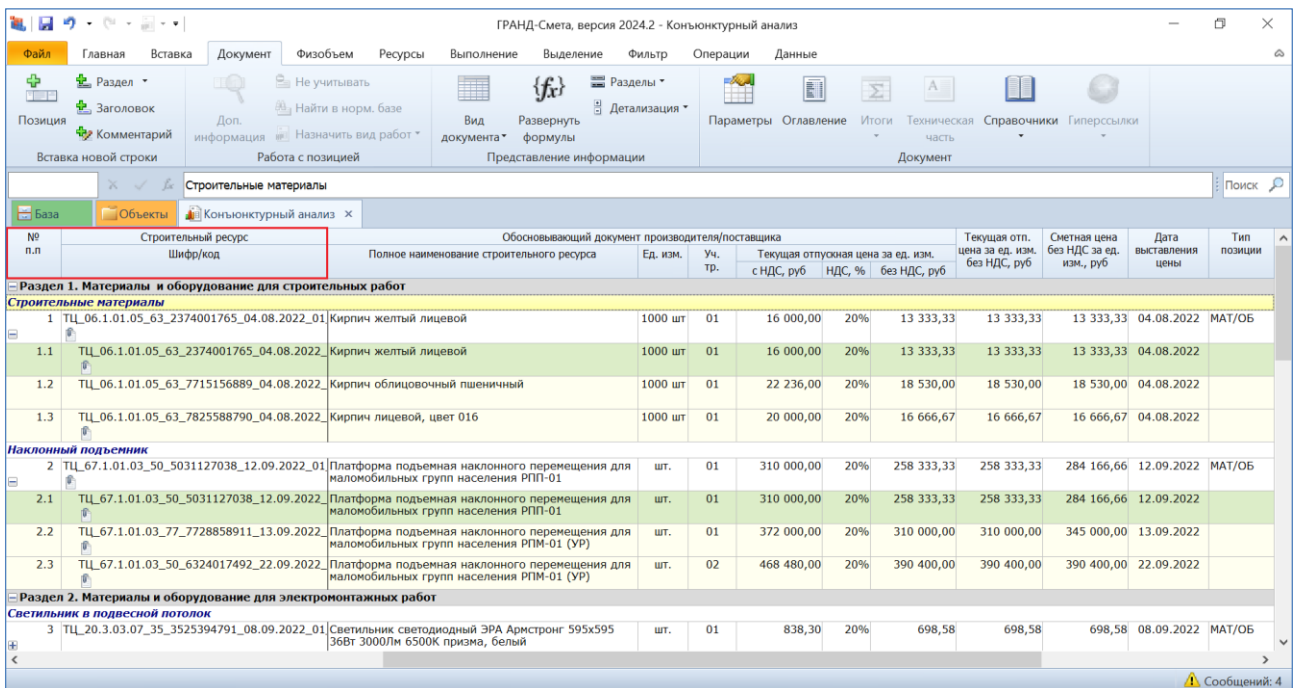 ГРАНД-Смета, версия 2024.2 - Конъюнктурный анализ
Файл Главная Вставка Документ Физобъем Ресурсы Выполнение Выделение Фильтр Операции Данные
Позиция
Раздел
Заголовок
Комментарий
Вставка новой строки
Доп. информация
Не учитывать
Найти в норм. базе
Назначить вид работ
Работа с позицией
Вид документа
Развернуть формулы
Разделы
Детализация
Представление информации
Параметры Оглавление Итоги Техническая часть Справочники Гиперссылки
Документ
Строительные материалы
Поиск
База Объекты Конъюнктурный анализ ×
№ п.п
Строительный ресурс
Шифр/код
Обосновывающий документ производителя/поставщика
Полное наименование строительного ресурса
Ед. изм.
Уч. тр.
Текущая отпускная цена за ед. изм.
с НДС, руб НДС, % без НДС, руб
Текущая отп. цена за ед. изм. без НДС, руб
Сметная цена без НДС за ед. изм., руб
Дата выставления цены
Тип позиции
Раздел 1. Материалы и оборудование для строительных работ
Строительные материалы
1 ТЦ_06.1.01.05_63_2374001765_04.08.2022_01 Кирпич желтый лицевой 1000 шт 01 16 000,00 20% 13 333,33 13 333,33 13 333,33 04.08.2022 МАТ/ОБ
1.1 ТЦ_06.1.01.05_63_2374001765_04.08.2022_ Кирпич желтый лицевой 1000 шт 01 16 000,00 20% 13 333,33 13 333,33 13 333,33 04.08.2022
1.2 ТЦ_06.1.01.05_63_7715156889_04.08.2022_ Кирпич облицовочный пшеничный 1000 шт 01 22 236,00 20% 18 530,00 18 530,00 18 530,00 04.08.2022
1.3 ТЦ_06.1.01.05_63_7825588790_04.08.2022_ Кирпич лицевой, цвет 016 1000 шт 01 20 000,00 20% 16 666,67 16 666,67 16 666,67 04.08.2022
Наклонный подъемник
2 ТЦ_67.1.01.03_50_5031127038_12.09.2022_01 Платформа подъемная наклонного перемещения для шт. 01 310 000,00 20% 258 333,33 258 333,33 284 166,66 12.09.2022 МАТ/ОБ
маломобильных групп населения РПП-01
2.1 ТЦ_67.1.01.03_50_5031127038_12.09.2022_ Платформа подъемная наклонного перемещения для шт. 01 310 000,00 20% 258 333,33 258 333,33 284 166,66 12.09.2022
маломобильных групп населения РПП-01
2.2 ТЦ_67.1.01.03_77_7728858911_13.09.2022_ Платформа подъемная наклонного перемещения для шт. 01 372 000,00 20% 310 000,00 310 000,00 345 000,00 13.09.2022
маломобильных групп населения РПМ-01 (УР)
2.3 ТЦ_67.1.01.03_50_6324017492_22.09.2022_ Платформа подъемная наклонного перемещения для шт. 02 468 480,00 20% 390 400,00 390 400,00 390 400,00 22.09.2022
маломобильных групп населения РПМ-01 (УР)
Раздел 2. Материалы и оборудование для электромонтажных работ
Светильник в подвесной потолок
3 ТЦ_20.3.03.07_35_3525394791_08.09.2022_01 Светильник светодиодный ЭРА Армстронг 595х595 шт. 01 838,30 20% 698,58 698,58 698,58 08.09.2022 МАТ/ОБ
36Вт 3000Лм 6500К призма, белый
Сообщений: 4